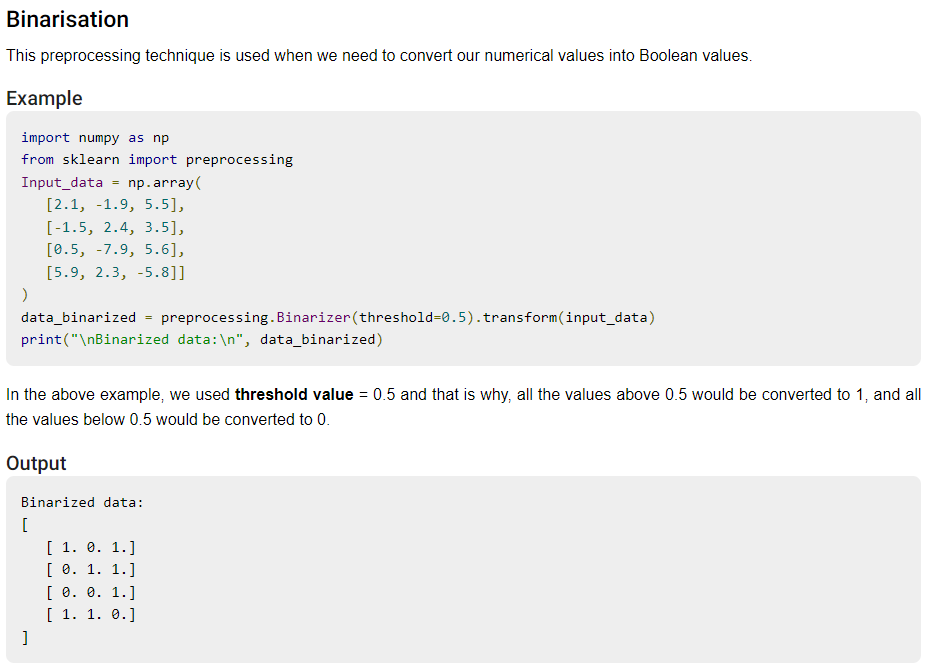 Binarisation
This preprocessing technique is used when we need to convert our numerical values into Boolean values.
Example
import numpy as np
from sklearn import preprocessing
Input_data = np.array(
   [2.1, -1.9, 5.5],
   [-1.5, 2.4, 3.5],
   [0.5, -7.9, 5.6],
   [5.9, 2.3, -5.8]]
)
data_binarized = preprocessing.Binarizer(threshold=0.5).transform(input_data)
print("\nBinarized data:\n", data_binarized)
In the above example, we used threshold value = 0.5 and that is why, all the values above 0.5 would be converted to 1, and all
the values below 0.5 would be converted to 0.
Output
Binarized data:
[
   [ 1. 0. 1.]
   [ 0. 1. 1.]
   [ 0. 0. 1.]
   [ 1. 1. 0.]
]